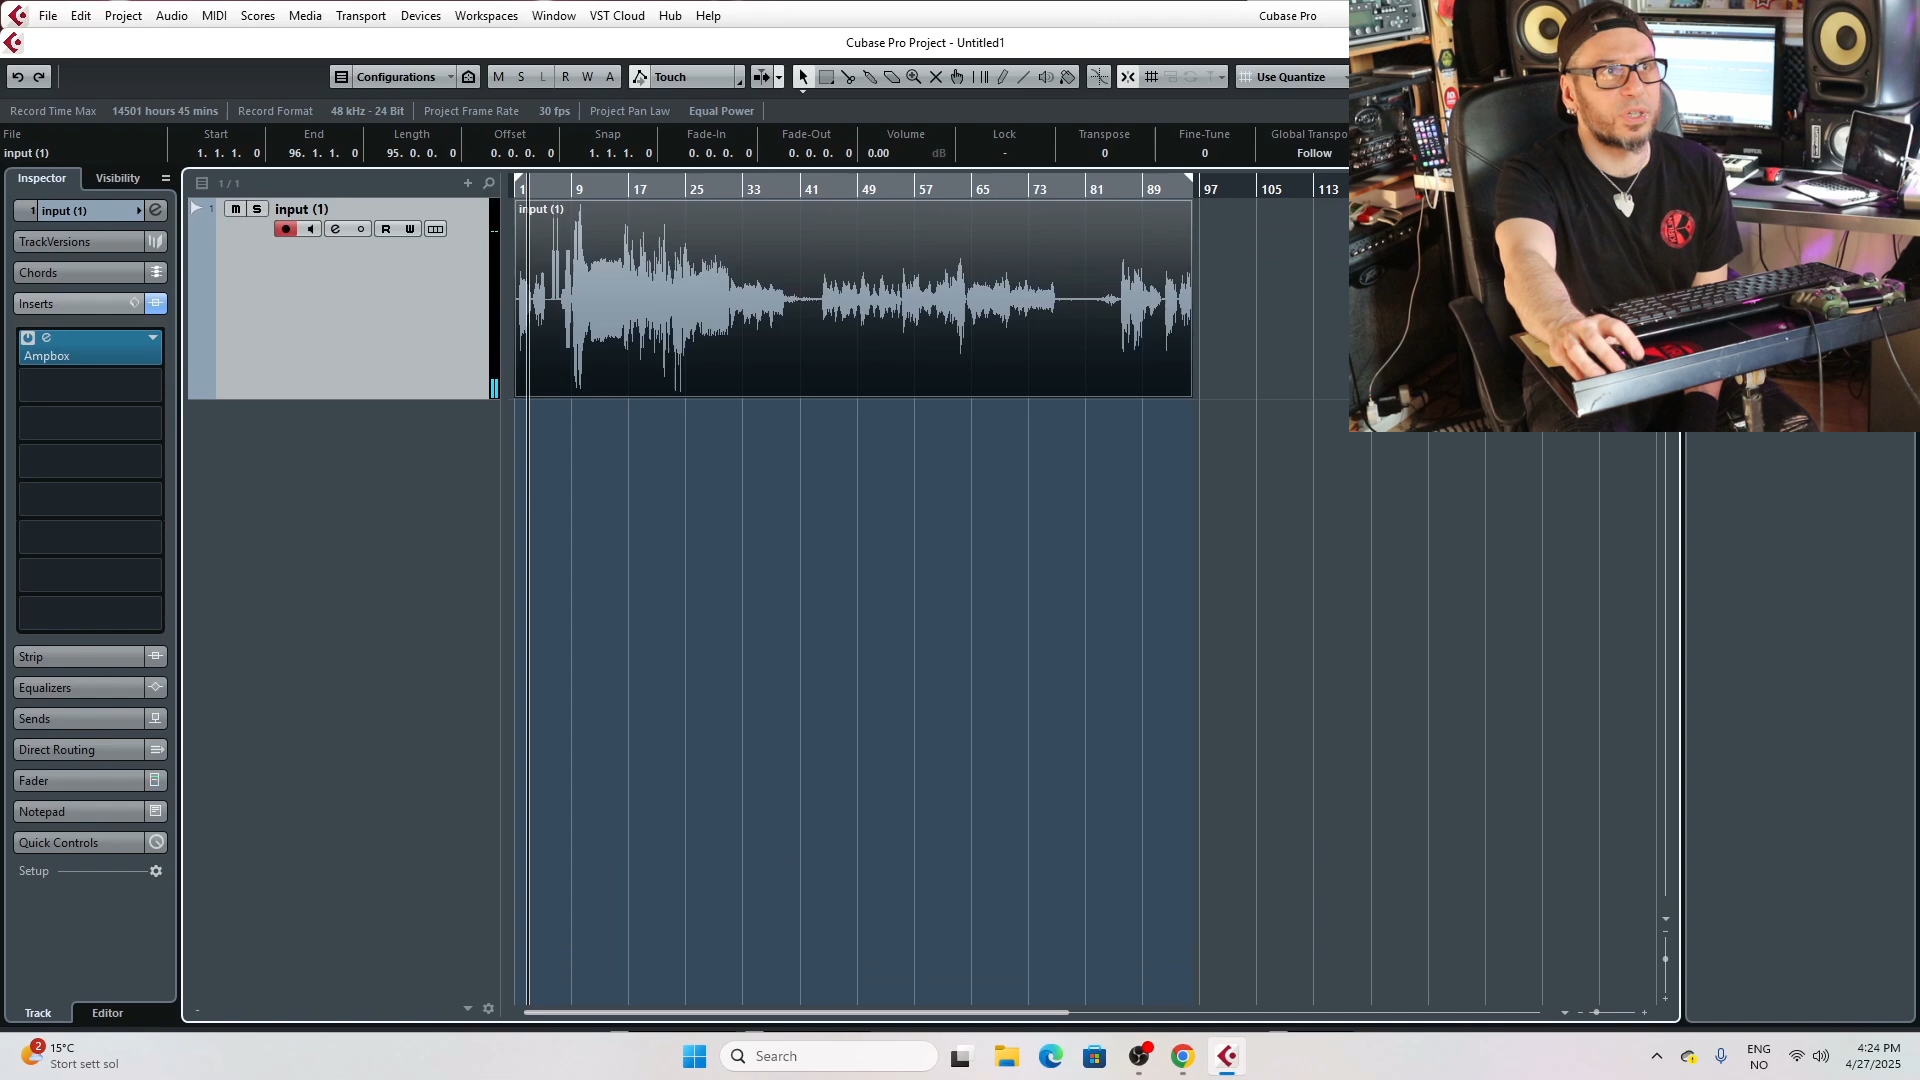 File Edit Project Audio MIDI Scores Media Transport Devices Workspaces Window VST Cloud Hub Help Cubase Pro
Cubase Pro Project - Untitled1
Configurations M S L R W A Touch Use Quantize
Record Time Max 14501 hours 45 mins Record Format 48 kHz - 24 Bit Project Frame Rate 30 fps Project Pan Law Equal Power
File Start End Length Offset Snap Fade-In Fade-Out Volume Lock Transpose Fine-Tune Global Transpo
input (1) 1. 1. 1. 0 96. 1. 1. 0 95. 0. 0. 0 0. 0. 0. 0 1. 1. 1. 0 0. 0. 0. 0 0. 0. 0. 0 0.00 dB - 0 0 Follow
Inspector Visibility 1 / 1 1 9 17 25 33 41 49 57 65 73 81 89 97 105 113
1 input (1) 1 m S input (1) input (1)
R W
TrackVersions
Chords
Inserts
Ampbox
Strip
Equalizers
Sends
Direct Routing
Fader
Notepad
Quick Controls
Setup
Track Editor
2 15°C
Stort sett sol
Search
ENG
NO
4:24 PM
4/27/2025